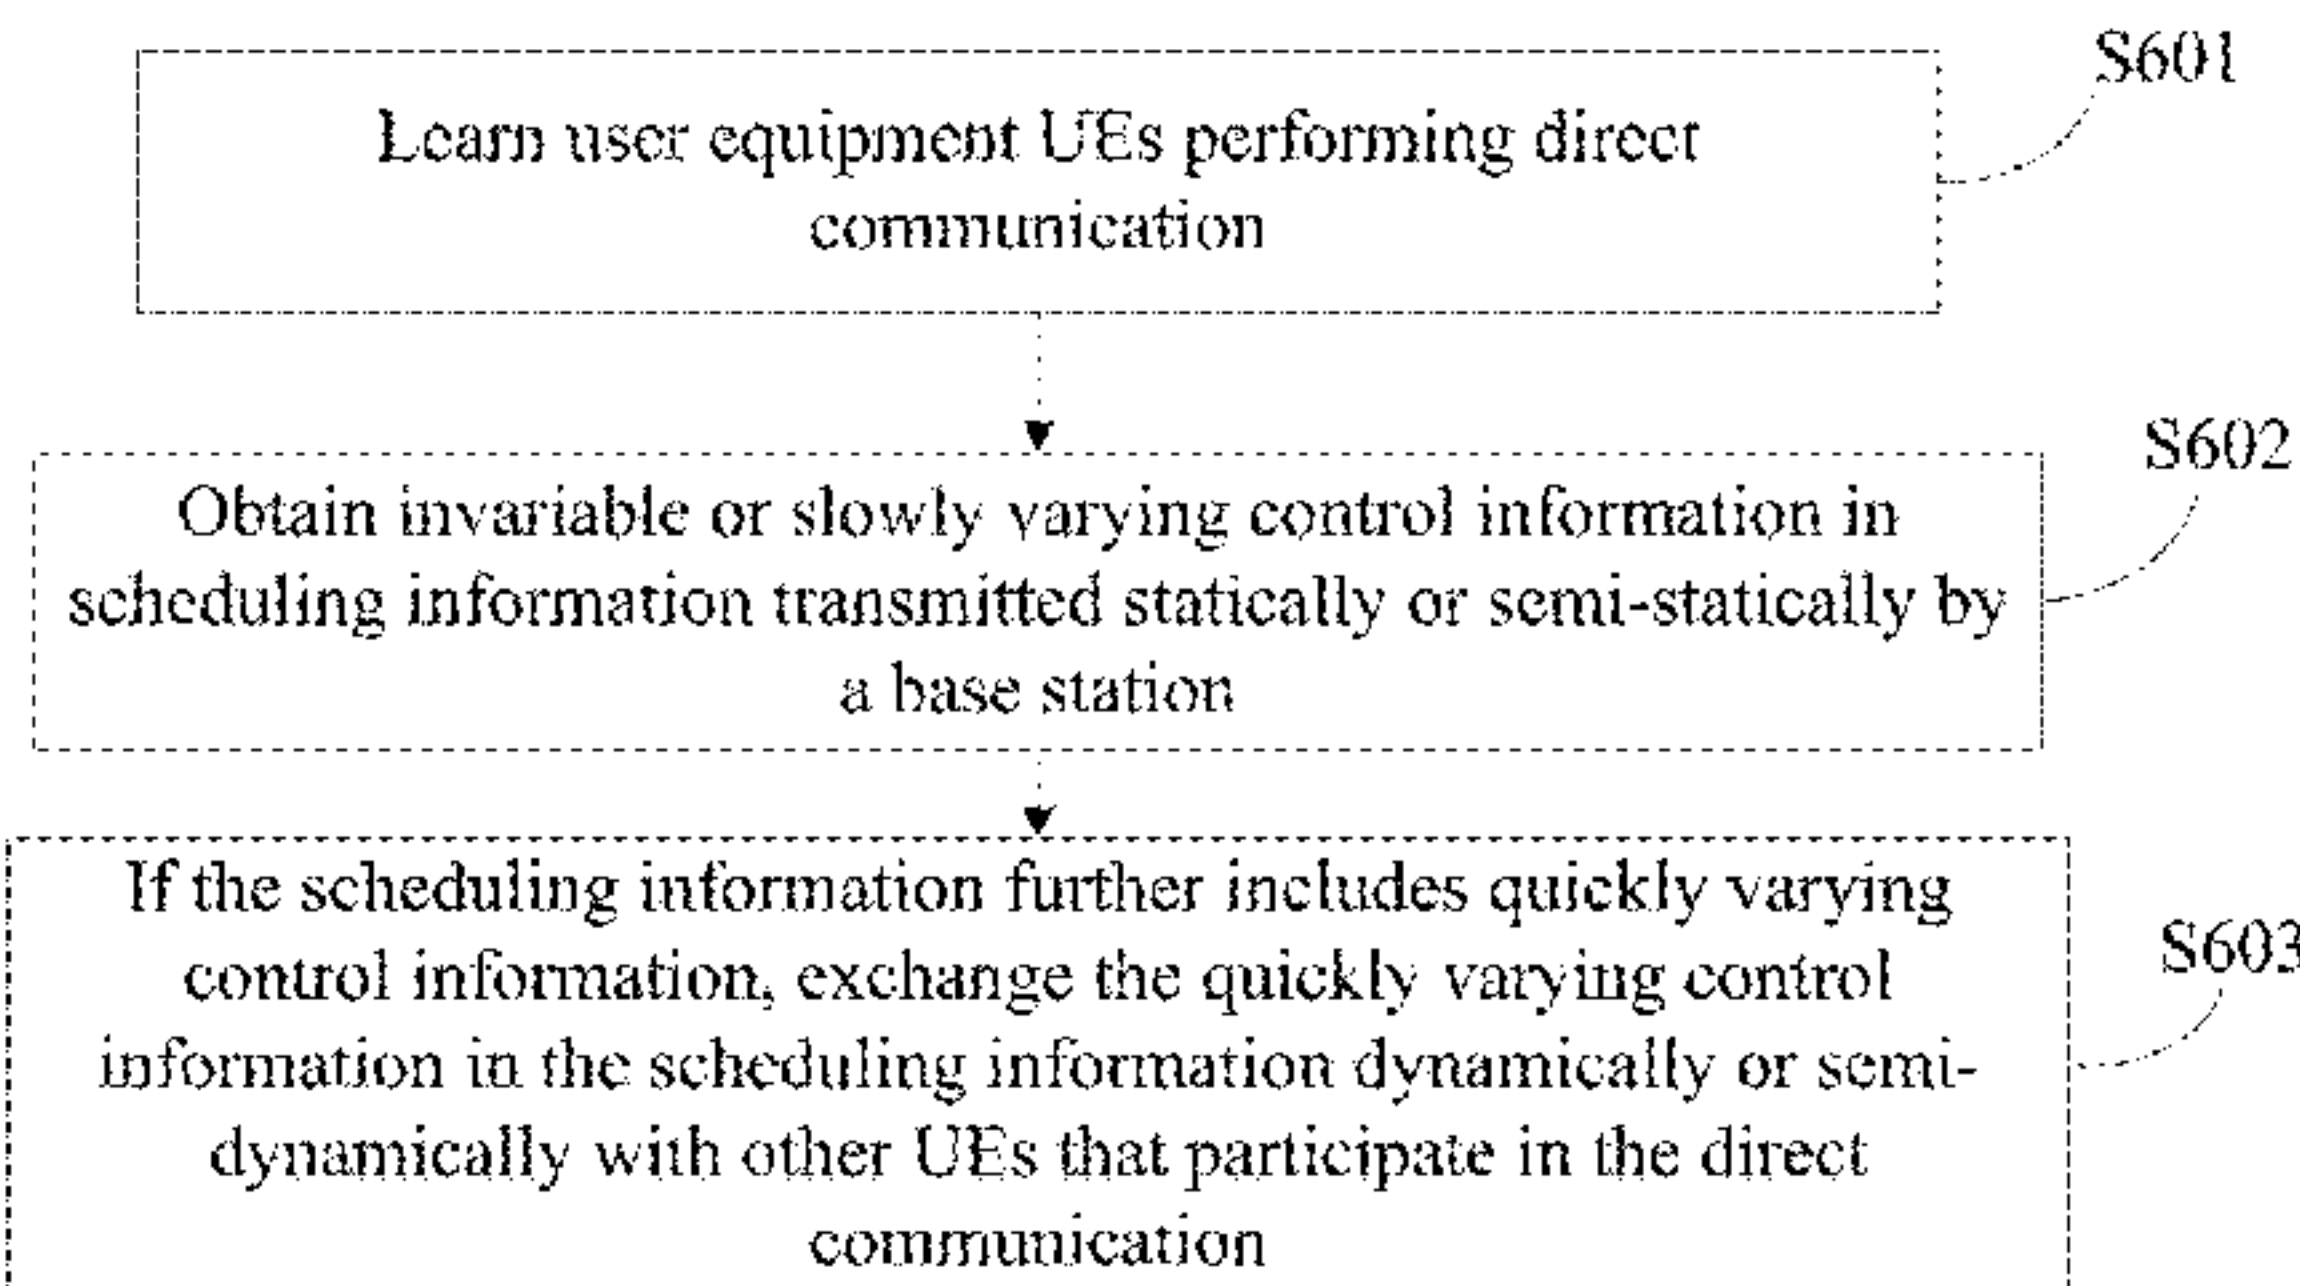 S601
Learn user equipment UEs performing direct
communication
S602
Obtain invariable or slowly varying control information in
scheduling information transmitted statically or semi-statically by
a base station
If the scheduling information further includes quickly varying
control information, exchange the quickly varying control
information in the scheduling information dynamically or semi-
dynamically with other UEs that participate in the direct
communication
S603